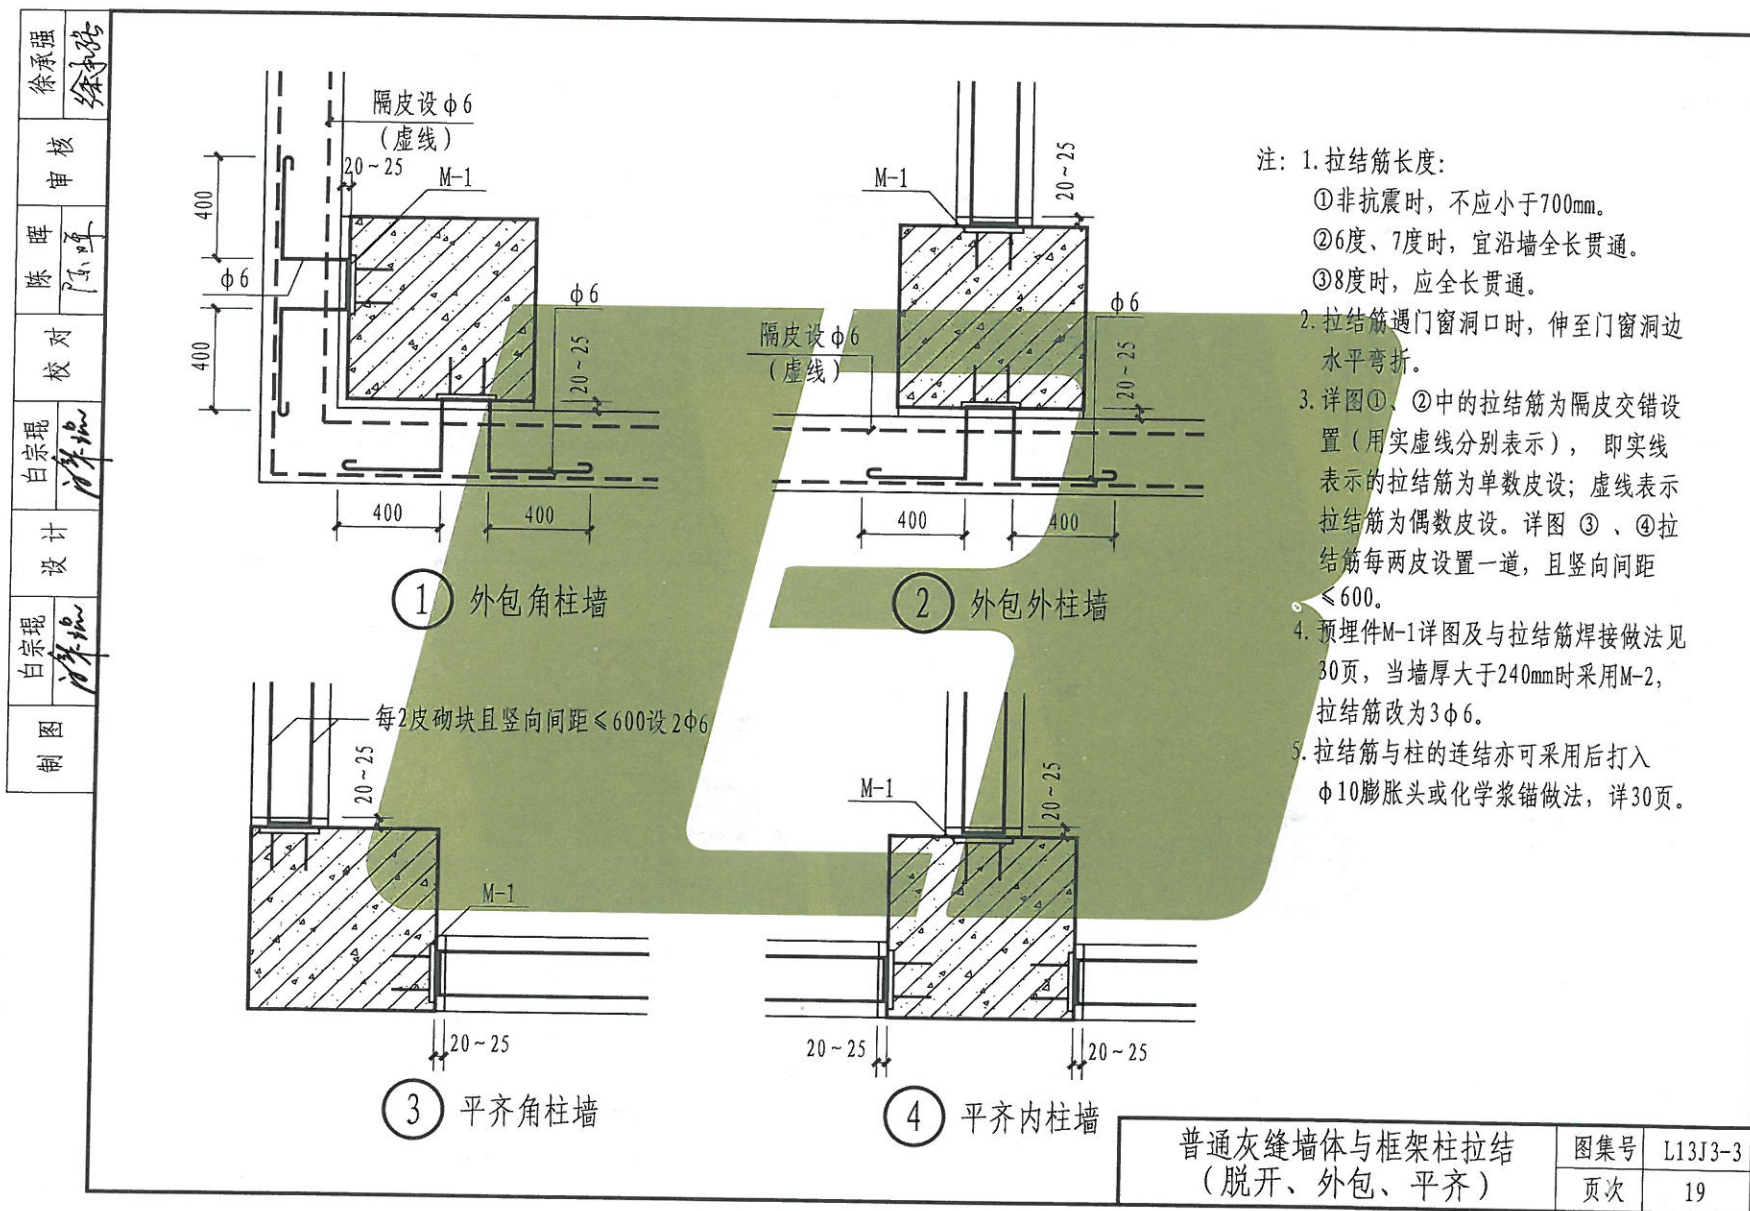 徐承强
审 核
陈 晖
校 对
白宗琨
设 计
白宗琨
制 图
隔皮设ф6
（虚线）
20~25
M-1
400
ф6
400
ф6
20~25
400
400
① 外包角柱墙
M-1
20~25
隔皮设ф6
（虚线）
ф6
20~25
400
400
② 外包外柱墙
每2皮砌块且竖向间距≤600设2ф6
20~25
M-1
20~25
③ 平齐角柱墙
M-1
20~25
20~25
20~25
④ 平齐内柱墙
注：1.拉结筋长度：
①非抗震时，不应小于700mm。
②6度、7度时，宜沿墙全长贯通。
③8度时，应全长贯通。
2.拉结筋遇门窗洞口时，伸至门窗洞边
水平弯折。
3.详图①、②中的拉结筋为隔皮交错设
置（用实虚线分别表示），即实线
表示的拉结筋为单数皮设；虚线表示
拉结筋为偶数皮设。详图③、④拉
结筋每两皮设置一道，且竖向间距
≤600。
4.预埋件M-1详图及与拉结筋焊接做法见
30页，当墙厚大于240mm时采用M-2，
拉结筋改为3ф6。
5.拉结筋与柱的连结亦可采用后打入
ф10膨胀头或化学浆锚做法，详30页。
普通灰缝墙体与框架柱拉结
（脱开、外包、平齐）
图集号 L13J3-3
页次 19